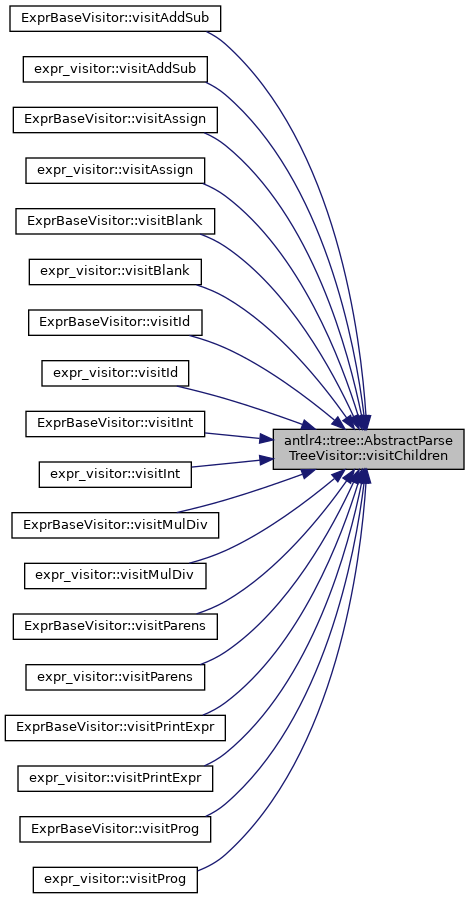 ExprBaseVisitor::visitAddSub
expr_visitor::visitAddSub
ExprBaseVisitor::visitAssign
expr_visitor::visitAssign
ExprBaseVisitor::visitBlank
expr_visitor::visitBlank
ExprBaseVisitor::visitId
expr_visitor::visitId
ExprBaseVisitor::visitInt
antlr4::tree::AbstractParse
TreeVisitor::visitChildren
expr_visitor::visitInt
ExprBaseVisitor::visitMulDiv
expr_visitor::visitMulDiv
ExprBaseVisitor::visitParens
expr_visitor::visitParens
ExprBaseVisitor::visitPrintExpr
expr_visitor::visitPrintExpr
ExprBaseVisitor::visitProg
expr_visitor::visitProg